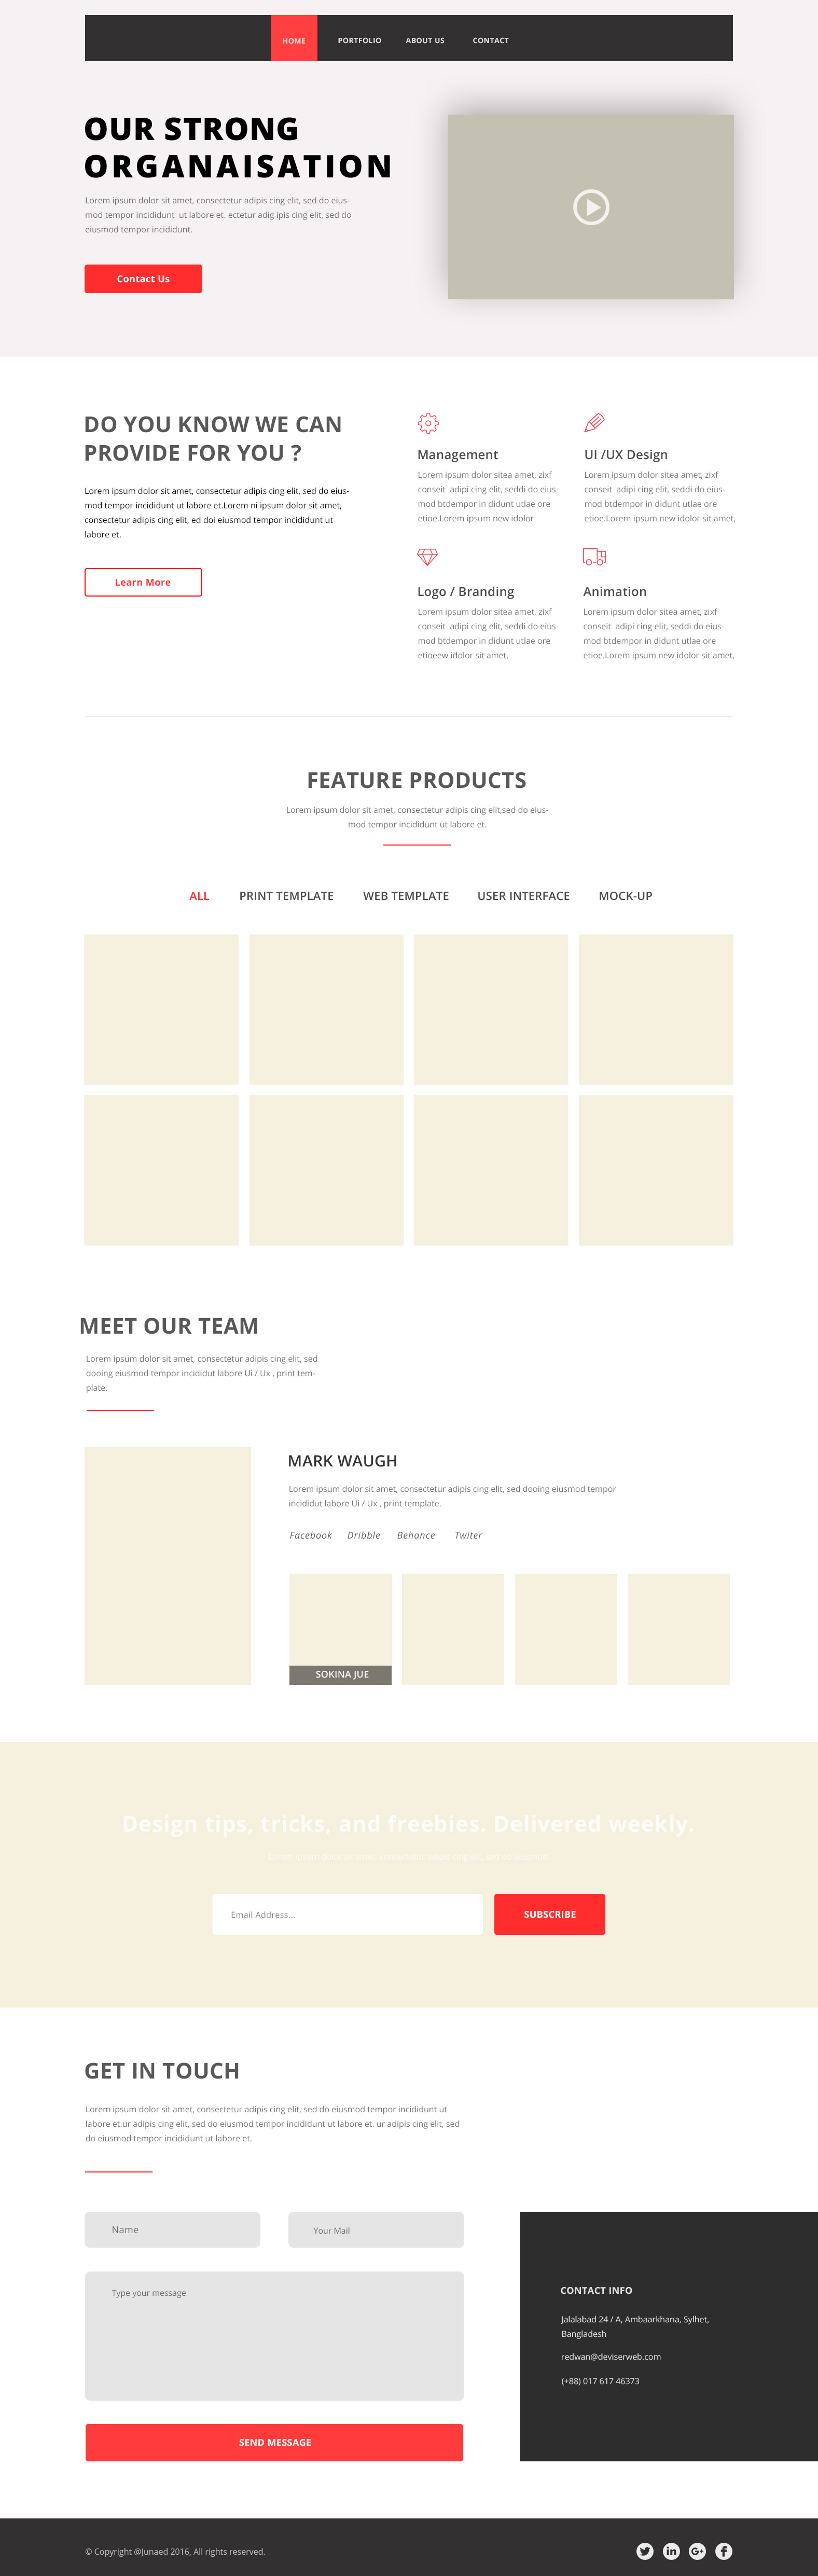 HOME PORTFOLIO ABOUT US CONTACT
OUR STRONG
ORGANAISATION
Lorem ipsum dolor sit amet, consectetur adipis cing elit, sed do eius-
mod tempor incididunt ut labore et. ectetur adig ipis cing elit, sed do
eiusmod tempor incididunt.
Contact Us
DO YOU KNOW WE CAN
PROVIDE FOR YOU ?
Lorem ipsum dolor sit amet, consectetur adipis cing elit, sed do eius-
mod tempor incididunt ut labore et.Lorem ni ipsum dolor sit amet,
consectetur adipis cing elit, ed doi eiusmod tempor incididunt ut
labore et.
Learn More
Management
Lorem ipsum dolor sitea amet, zixf
conseit adipi cing elit, seddi do eius-
mod btdempor in didunt utlae ore
etioe.Lorem ipsum new idolor
UI /UX Design
Lorem ipsum dolor sitea amet, zixf
conseit adipi cing elit, seddi do eius-
mod btdempor in didunt utlae ore
etioe.Lorem ipsum new idolor sit amet,
Logo / Branding
Lorem ipsum dolor sitea amet, zixf
conseit adipi cing elit, seddi do eius-
mod btdempor in didunt utlae ore
etioeew idolor sit amet,
Animation
Lorem ipsum dolor sitea amet, zixf
conseit adipi cing elit, seddi do eius-
mod btdempor in didunt utlae ore
etioe.Lorem ipsum new idolor sit amet,
FEATURE PRODUCTS
Lorem ipsum dolor sit amet, consectetur adipis cing elit,sed do eius-
mod tempor incididunt ut labore et.
ALL PRINT TEMPLATE WEB TEMPLATE USER INTERFACE MOCK-UP
MEET OUR TEAM
Lorem ipsum dolor sit amet, consectetur adipis cing elit, sed
dooing eiusmod tempor incididut labore Ui / Ux , print tem-
plate.
MARK WAUGH
Lorem ipsum dolor sit amet, consectetur adipis cing elit, sed dooing eiusmod tempor
incididut labore Ui / Ux , print template.
Facebook Dribble Behance Twiter
SOKINA JUE
Design tips, tricks, and freebies. Delivered weekly.
Email Address...
SUBSCRIBE
GET IN TOUCH
Lorem ipsum dolor sit amet, consectetur adipis cing elit, sed do eiusmod tempor incididunt ut
labore et.ur adipis cing elit, sed do eiusmod tempor incididunt ut labore et. ur adipis cing elit, sed
do eiusmod tempor incididunt ut labore et.
Name
Your Mail
Type your message
SEND MESSAGE
CONTACT INFO
Jalalabad 24 / A, Ambaarkhana, Sylhet,
Bangladesh
redwan@deviserweb.com
(+88) 017 617 46373
© Copyright @Junaed 2016, All rights reserved.